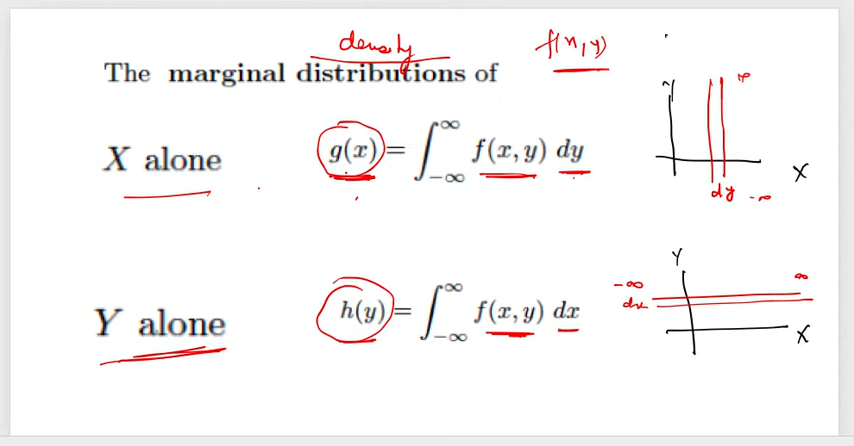 density f(x,y)
The marginal distributions of
Y ∞
X alone g(x) = ∫_{-∞}^{∞} f(x, y) dy
X
dy -∞
Y
-∞ ∞
dx
Y alone h(y) = ∫_{-∞}^{∞} f(x, y) dx
X